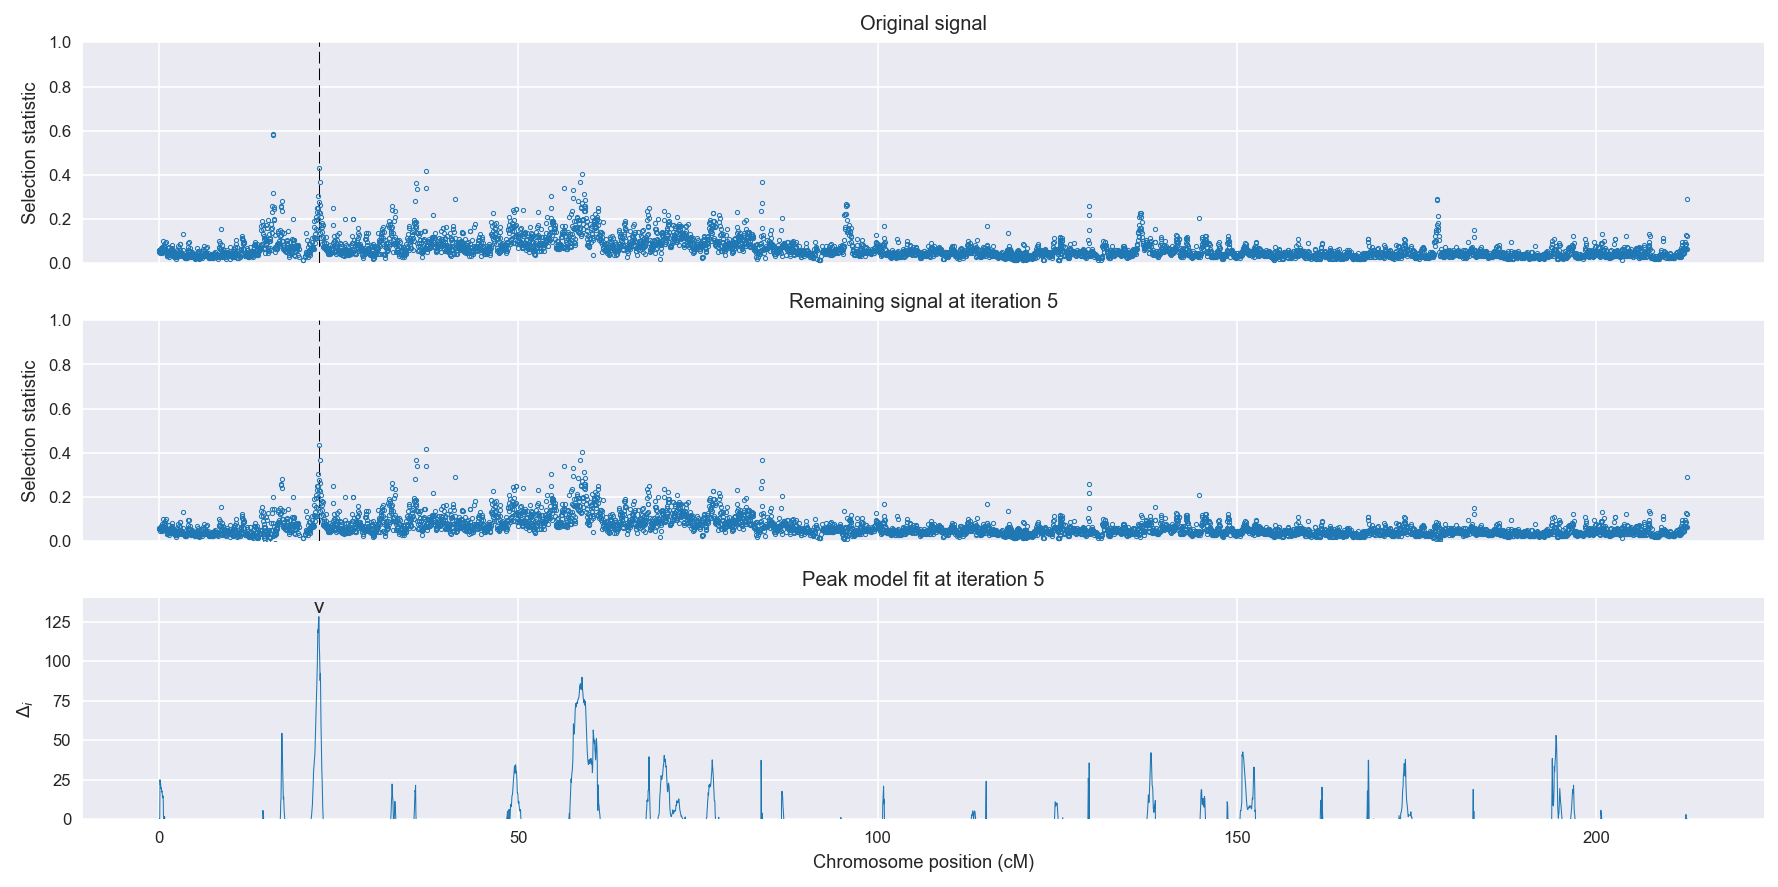 Original signal
1.0
0.8
0.6
0.4
0.2
0.0
Selection statistic
Remaining signal at iteration 5
1.0
0.8
0.6
0.4
0.2
0.0
Selection statistic
Peak model fit at iteration 5
v
125
100
75
50
25
0
Δi
0 50 100 150 200
Chromosome position (cM)